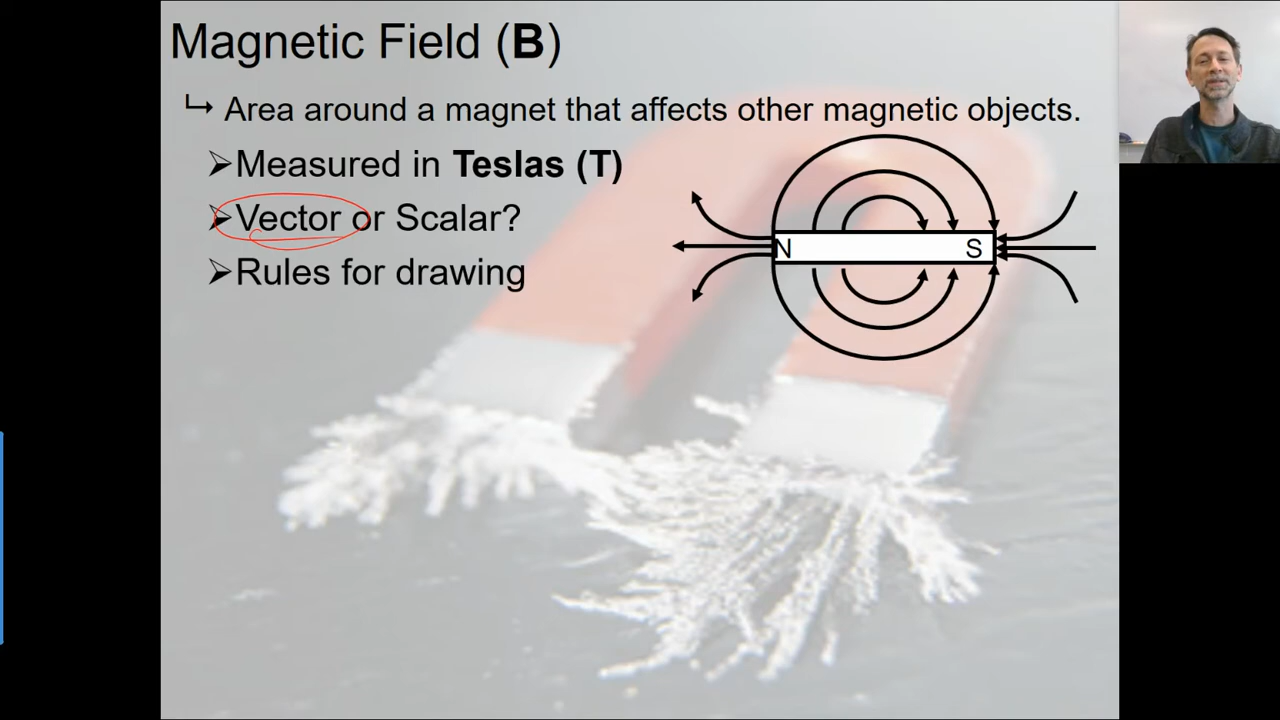 Magnetic Field (B)
↳ Area around a magnet that affects other magnetic objects.
➢Measured in Teslas (T)
➢Vector or Scalar?
➢Rules for drawing
N S